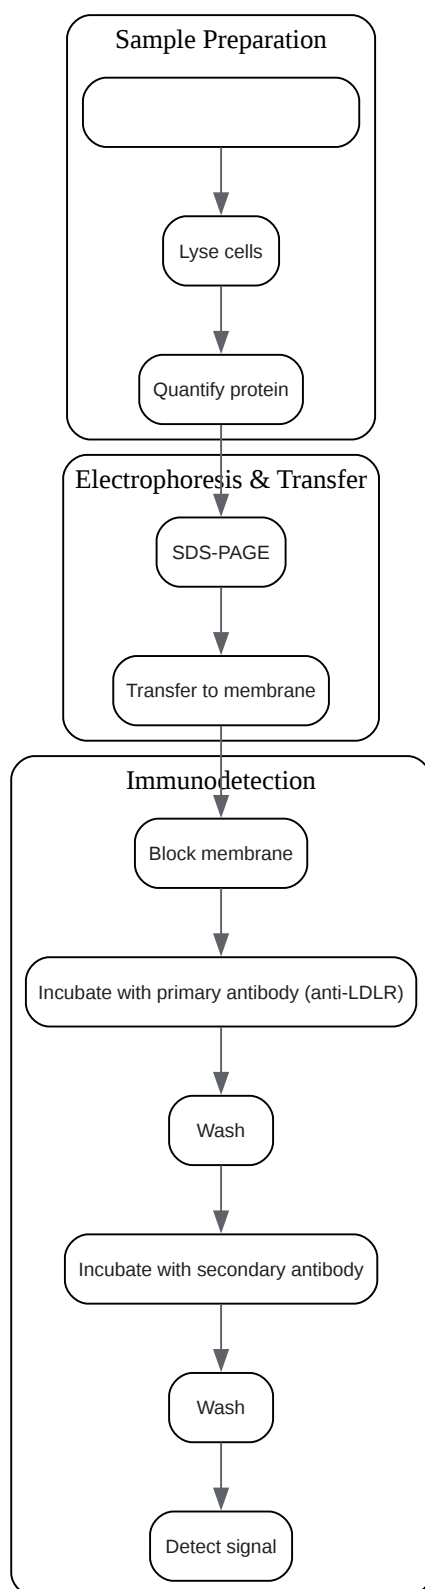 Sample Preparation
Lyse cells
Quantify protein
Electrophoresis & Transfer
SDS-PAGE
Transfer to membrane
Immunodetection
Block membrane
Incubate with primary antibody (anti-LDLR)
Wash
Incubate with secondary antibody
Wash
Detect signal